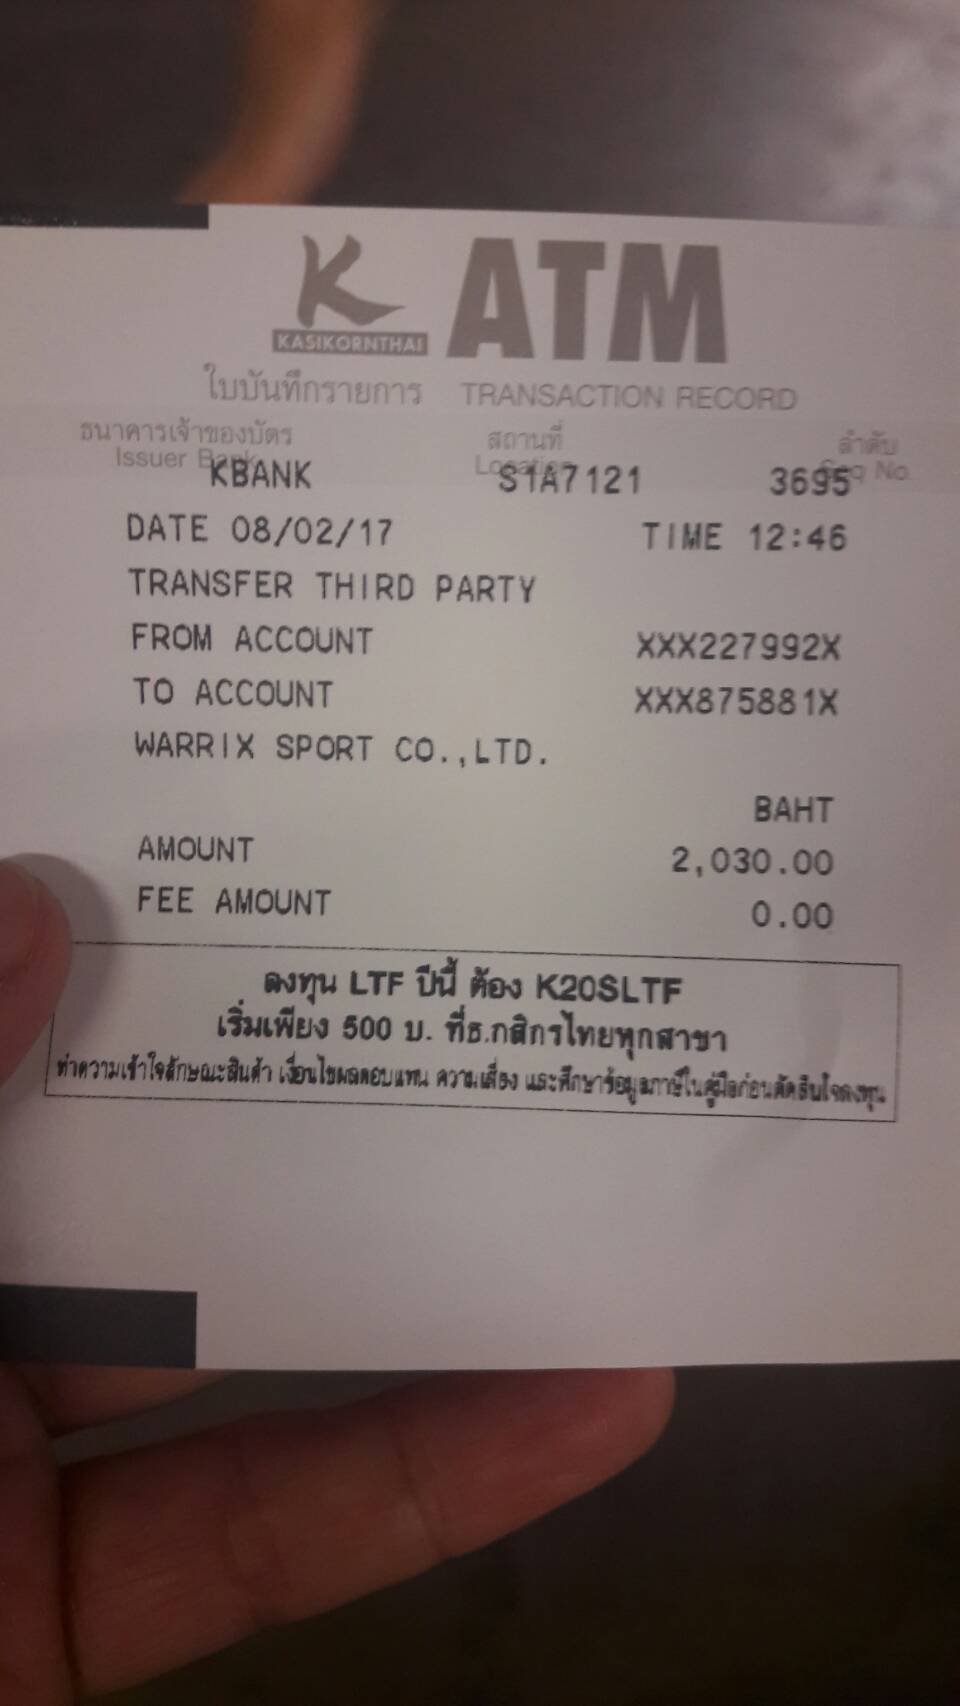 K ATM
KASIKORNTHAI
ใบบันทึกรายการ TRANSACTION RECORD
ธนาคารเจ้าของบัตร สถานที่ ลำดับ
Issuer Bank Location Seq No.
KBANK S1A7121 3695
DATE 08/02/17 TIME 12:46
TRANSFER THIRD PARTY
FROM ACCOUNT XXX227992X
TO ACCOUNT XXX875881X
WARRIX SPORT CO.,LTD.
BAHT
AMOUNT 2,030.00
FEE AMOUNT 0.00
ลงทุน LTF ปีนี้ ต้อง K20SLTF
เริ่มเพียง 500 บ. ที่ธ.กสิกรไทยทุกสาขา
ทำความเข้าใจลักษณะสินค้า เงื่อนไขผลตอบแทน ความเสี่ยง และศึกษาข้อมูลภาษีในคู่มือก่อนตัดสินใจลงทุน